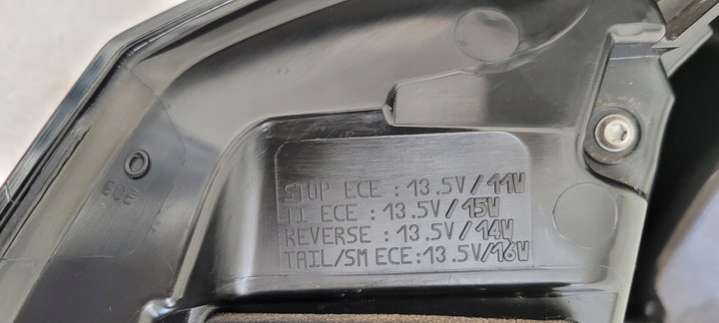 ECE
STOP ECE : 13.5V/11W
TI ECE : 13.5V/15W
REVERSE : 13.5V/14W
TAIL/SM ECE:13.5V/16W